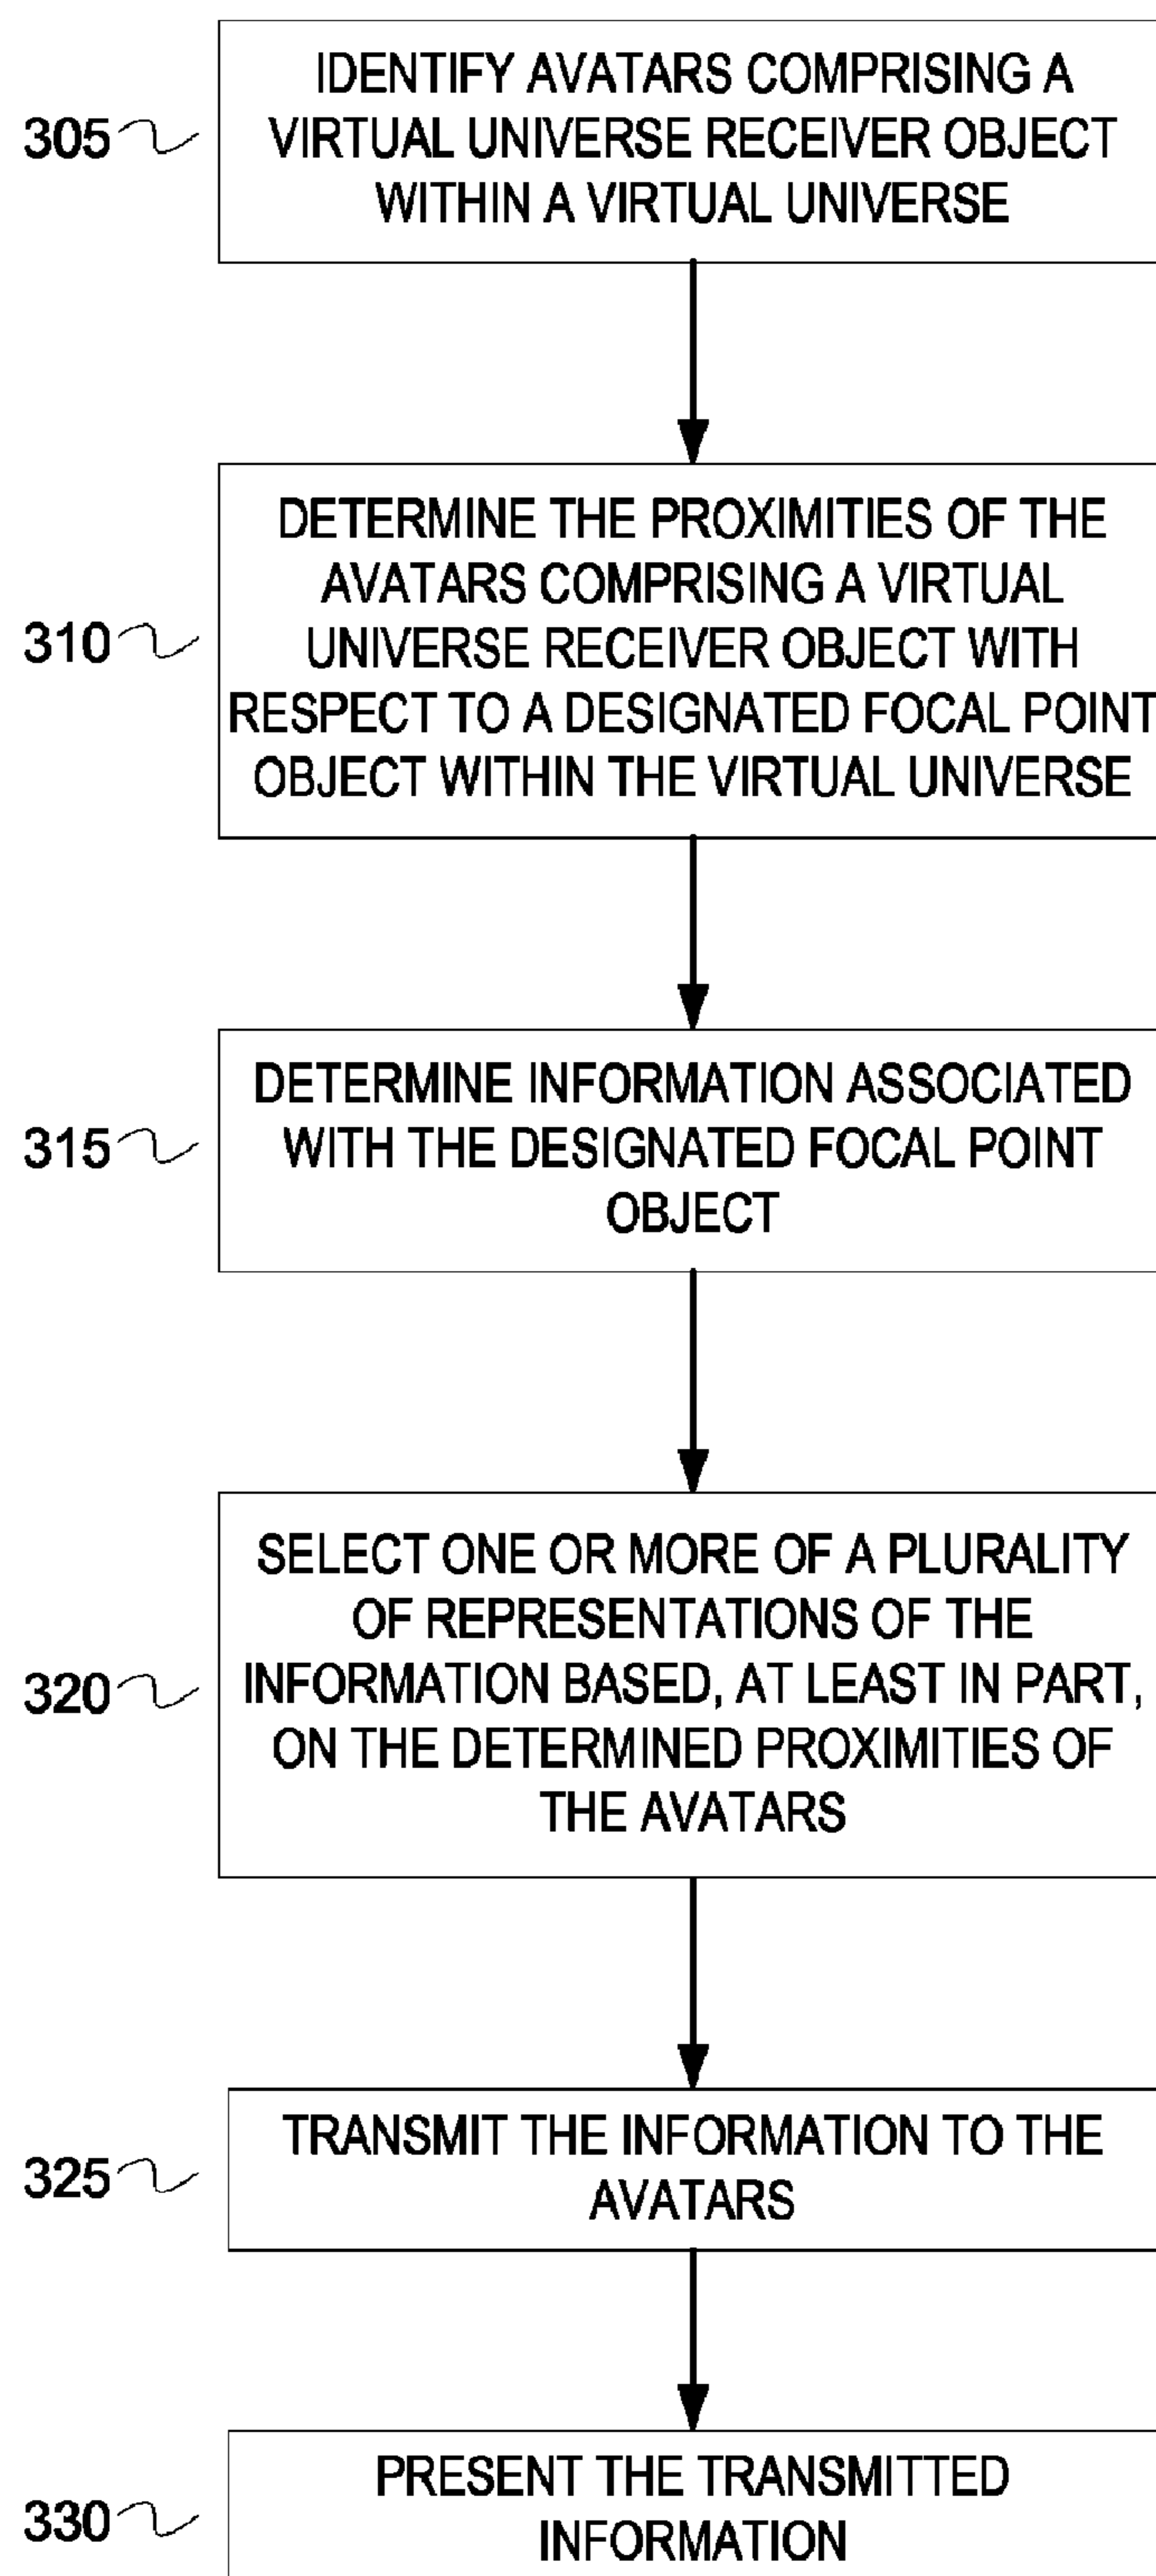 IDENTIFY AVATARS COMPRISING A
305
VIRTUAL UNIVERSE RECEIVER OBJECT
WITHIN A VIRTUAL UNIVERSE
DETERMINE THE PROXIMITIES OF THE
AVATARS COMPRISING A VIRTUAL
310
UNIVERSE RECEIVER OBJECT WITH
RESPECT TO A DESIGNATED FOCAL POINT
OBJECT WITHIN THE VIRTUAL UNIVERSE
DETERMINE INFORMATION ASSOCIATED
315
WITH THE DESIGNATED FOCAL POINT
OBJECT
SELECT ONE OR MORE OF A PLURALITY
OF REPRESENTATIONS OF THE
320
INFORMATION BASED, AT LEAST IN PART,
ON THE DETERMINED PROXIMITIES OF
THE AVATARS
TRANSMIT THE INFORMATION TO THE
325
AVATARS
PRESENT THE TRANSMITTED
330
INFORMATION